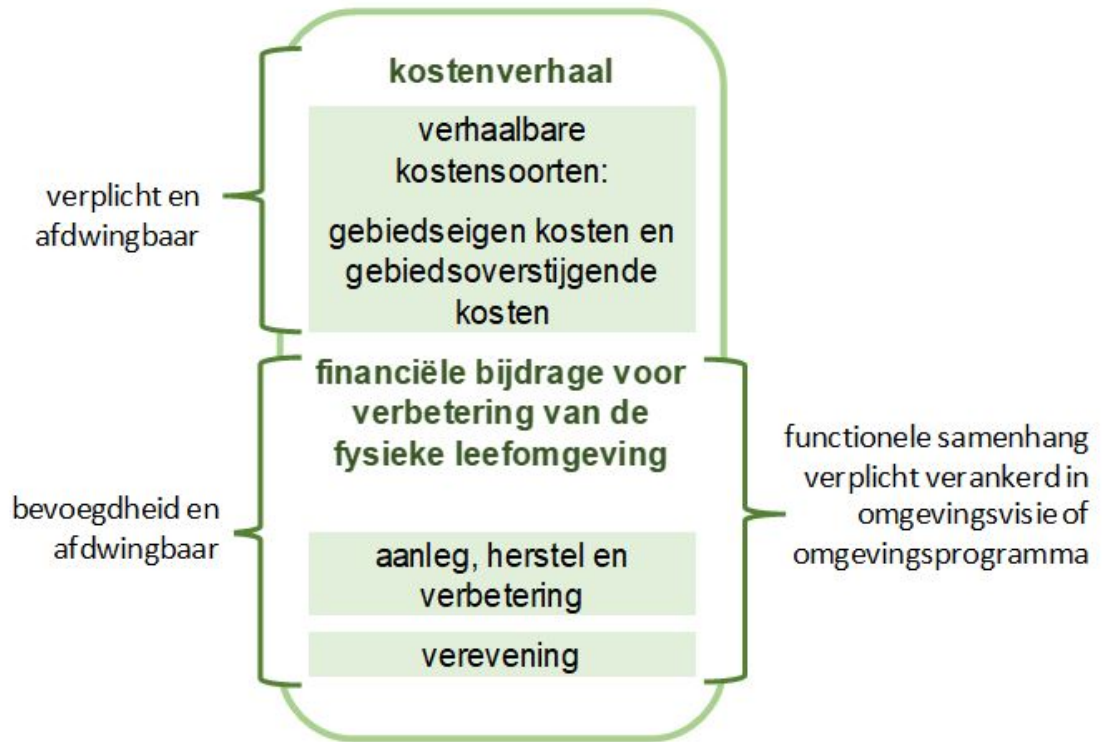 kostenverhaal
verhaalbare
kostensoorten:
gebiedseigen kosten en
gebiedsoverstijgende
kosten
verplicht en
afdwingbaar
financiële bijdrage voor
verbetering van de
fysieke leefomgeving
aanleg, herstel en
verbetering
verevening
bevoegdheid en
afdwingbaar
functionele samenhang
verplicht verankerd in
omgevingsvisie of
omgevingsprogramma